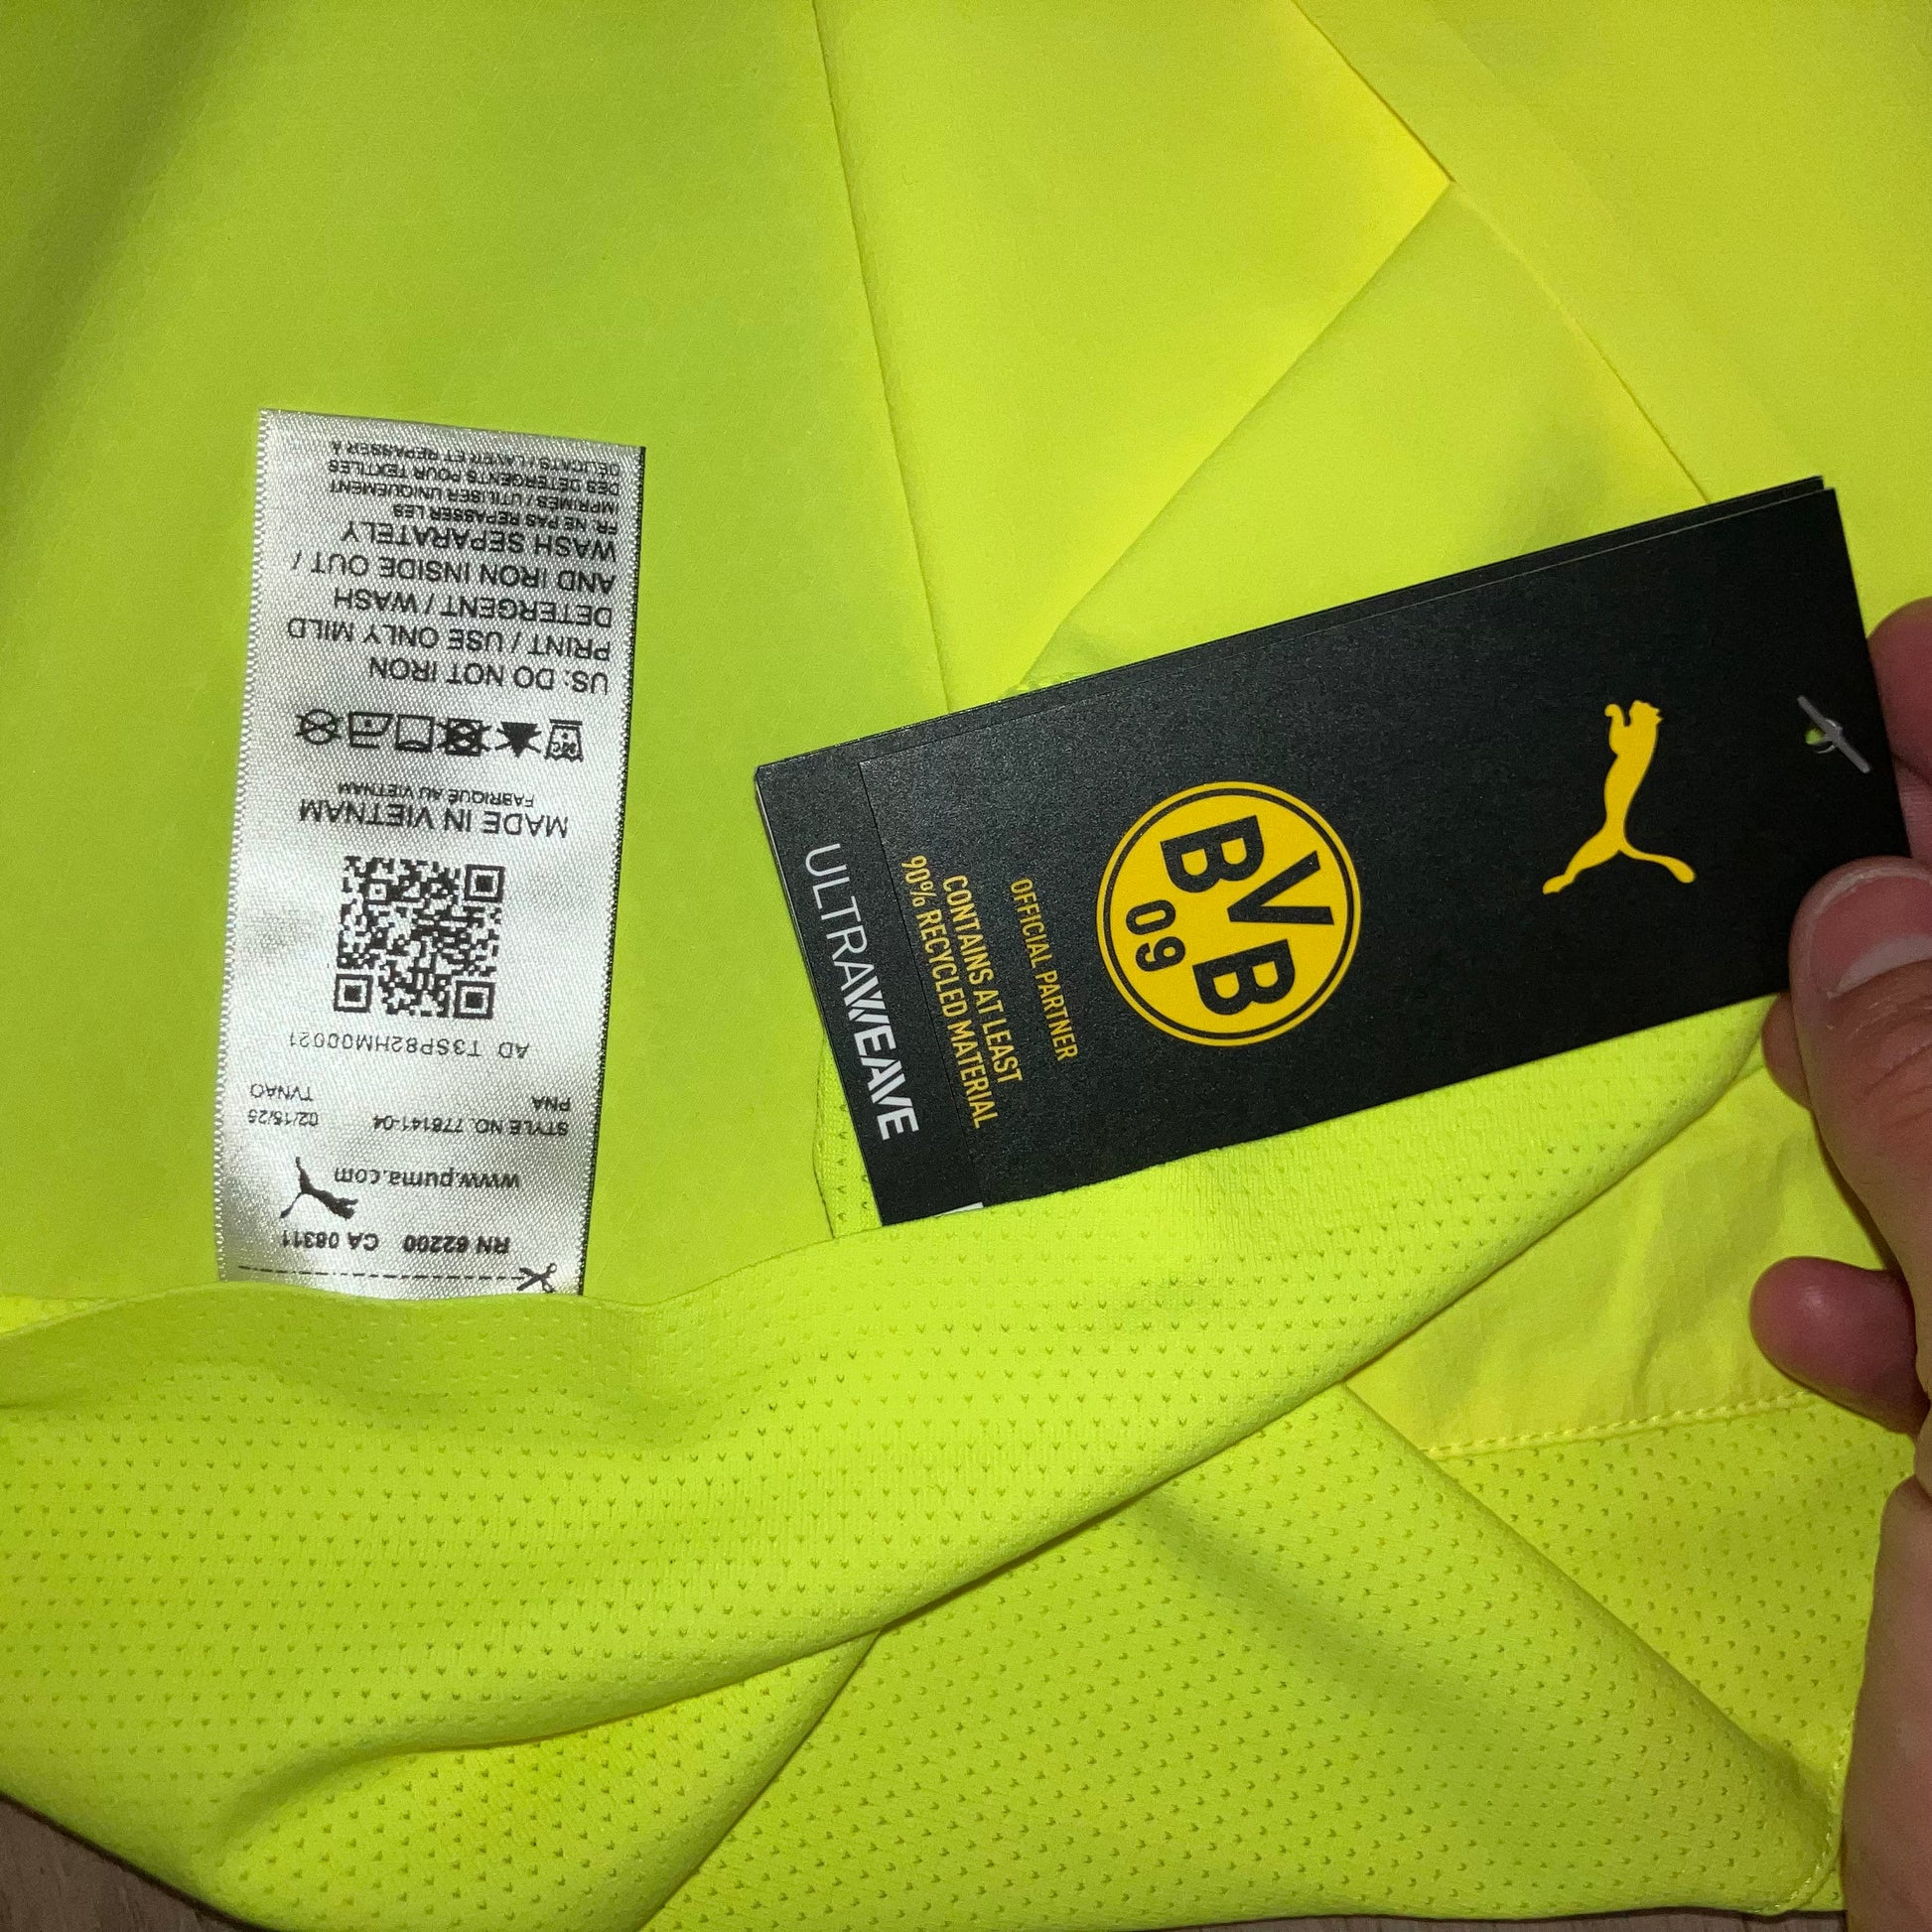 RN 62200 CA 08311
www.puma.com
STYLE NO. 778141-04 02/15/25
PNA TVNAO
AD T3SP82HM00021
MADE IN VIETNAM
FABRIQUÉ AU VIETNAM
30°C
US: DO NOT IRON
PRINT / USE ONLY MILD
DETERGENT / WASH
AND IRON INSIDE OUT /
WASH SEPARATELY
FR: NE PAS REPASSER LES
IMPRIMÉS / UTILISER UNIQUEMENT
DES DÉTERGENTS POUR TEXTILES
DÉLICATS / LAVER ET REPASSER À
BVB
09
OFFICIAL PARTNER
CONTAINS AT LEAST
90% RECYCLED MATERIAL
ULTRAWEAVE